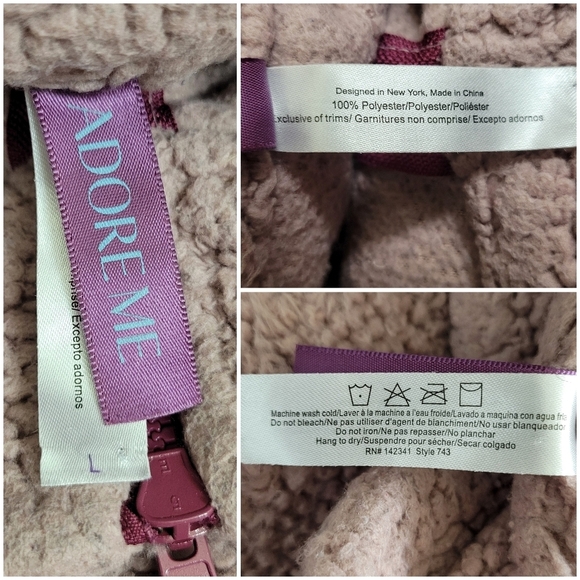 ADORE ME
prise/ Excepto adornos
L
Designed in New York, Made in China
100% Polyester/Polyester/Poliéster
xclusive of trims/ Garnitures non comprise/ Excepto adornos
Machine wash cold/Laver à la machine a l'eau froide/Lavado a maquina con agua
Do not bleach/Ne pas utiliser d'agent de blanchiment/No usar blanqueador
Do not iron/Ne pas repasser/No planchar
Hang to dry/Suspendre pour sécher/Secar colgado
RN# 142341 Style 743